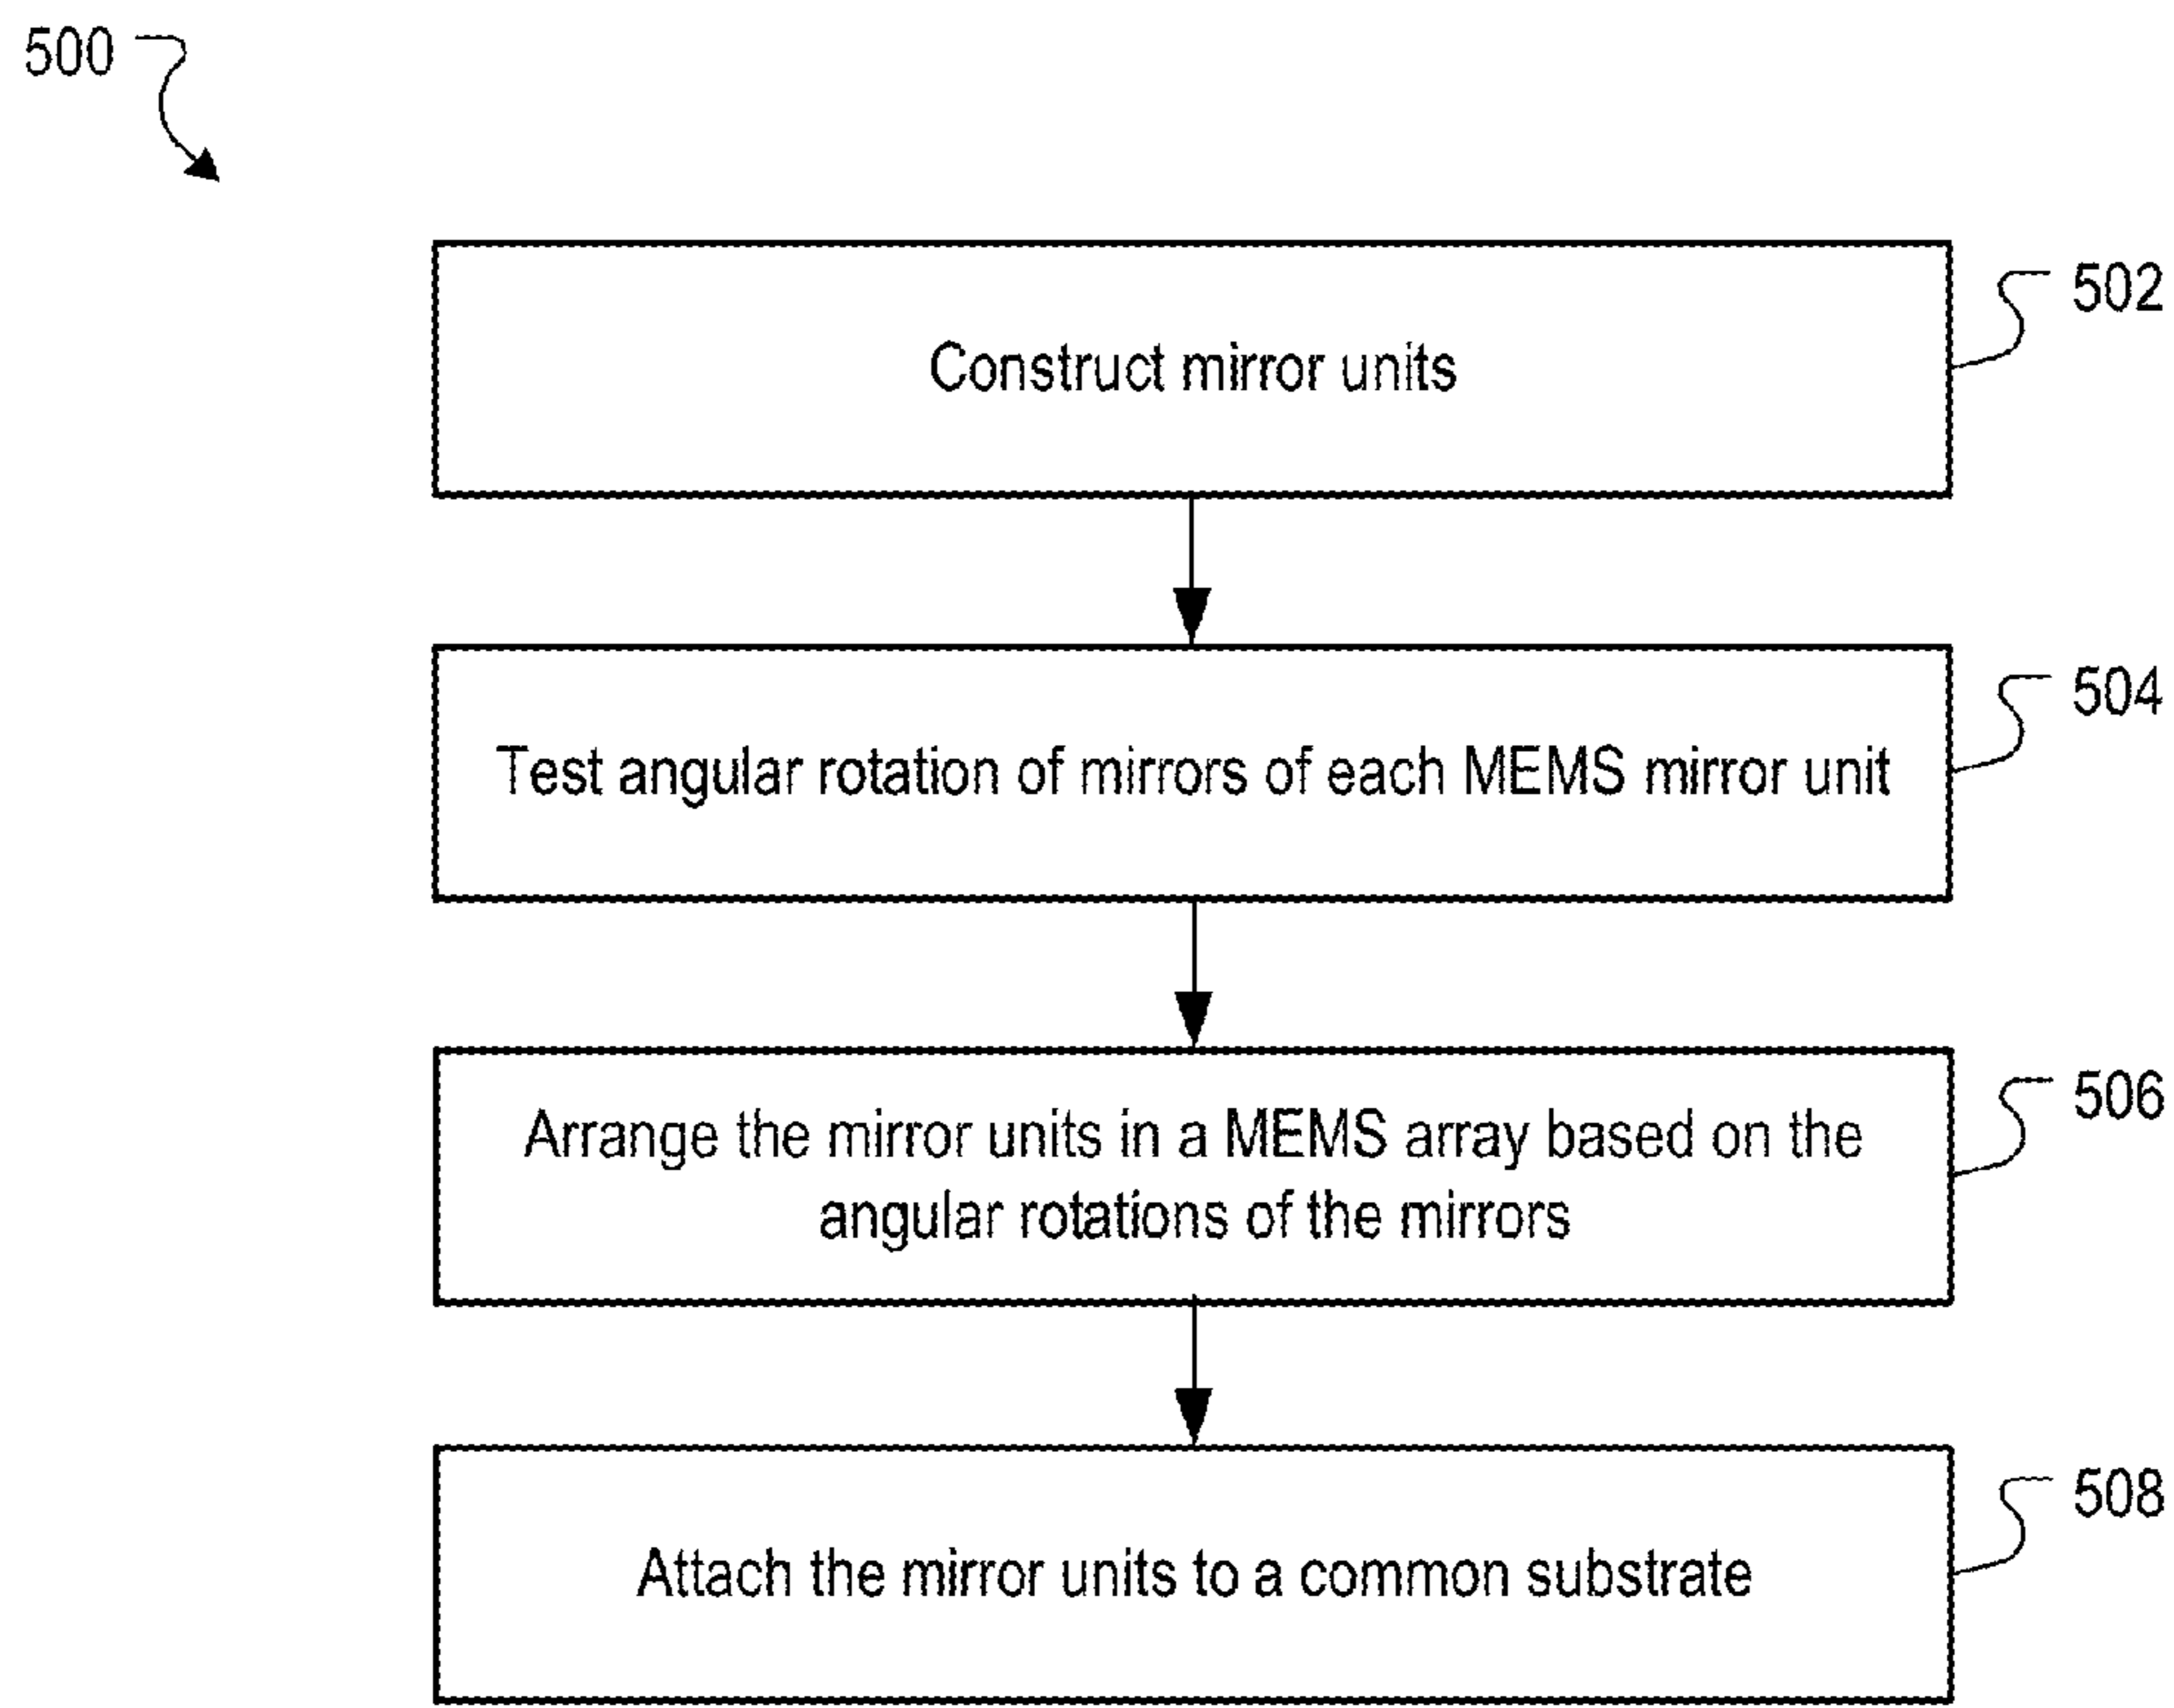 500
502
Construct mirror units
504
Test angular rotation of mirrors of each MEMS mirror unit
506
Arrange the mirror units in a MEMS array based on the
angular rotations of the mirrors
508
Attach the mirror units to a common substrate